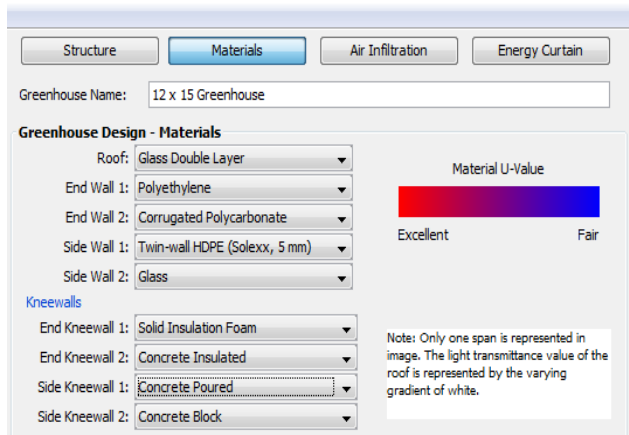 Structure Materials Air Infiltration Energy Curtain
Greenhouse Name: 12 x 15 Greenhouse
Greenhouse Design - Materials
Roof: Glass Double Layer
End Wall 1: Polyethylene
End Wall 2: Corrugated Polycarbonate
Side Wall 1: Twin-wall HDPE (Solexx, 5 mm)
Side Wall 2: Glass
Kneewalls
End Kneewall 1: Solid Insulation Foam
End Kneewall 2: Concrete Insulated
Side Kneewall 1: Concrete Poured
Side Kneewall 2: Concrete Block
Material U-Value
Excellent Fair
Note: Only one span is represented in
image. The light transmittance value of the
roof is represented by the varying
gradient of white.